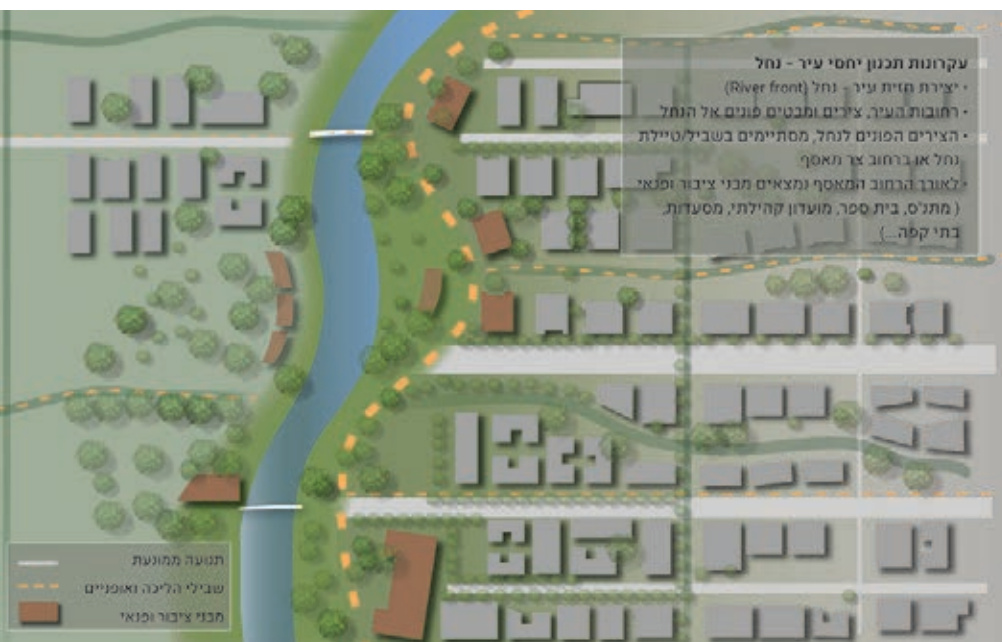 עקרונות תכנון יחסי עיר - נחל
• יצירת חזית עיר - נחל (River front)
• רחובות העיר, צירים ומבטים פונים אל הנחל
• הצירים הפונים לנחל, מסתיימים בשביל/טיילת
נחל או ברחוב צר מאסף
• לאורך הרחוב המאסף נמצאים מבני ציבור ופנאי
( מתנ״ס, בית ספר, מועדון קהילתי, מסעדות,
בתי קפה...)
תנועה ממונעת
שבילי הליכה ואופניים
מבני ציבור ופנאי